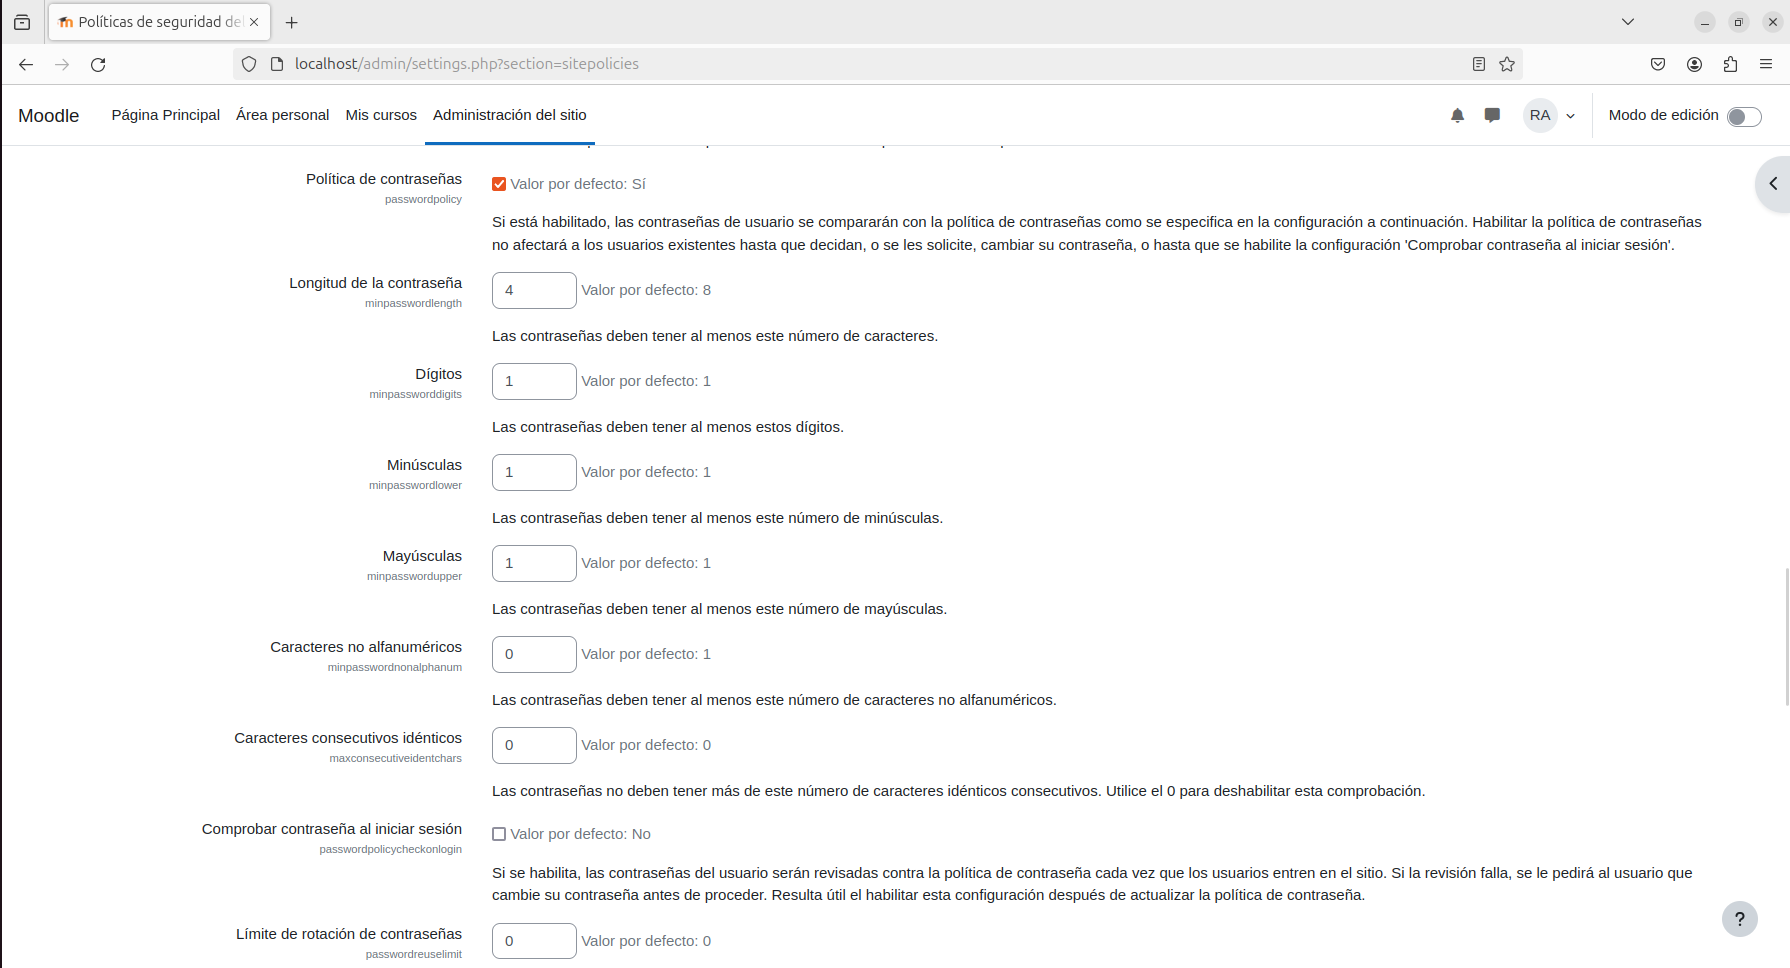 Políticas de seguridad del
localhost/admin/settings.php?section=sitepolicies
Moodle Página Principal Área personal Mis cursos Administración del sitio RA Modo de edición
Política de contraseñas
passwordpolicy
Valor por defecto: Sí
Si está habilitado, las contraseñas de usuario se compararán con la política de contraseñas como se especifica en la configuración a continuación. Habilitar la política de contraseñas
no afectará a los usuarios existentes hasta que decidan, o se les solicite, cambiar su contraseña, o hasta que se habilite la configuración 'Comprobar contraseña al iniciar sesión'.
Longitud de la contraseña
minpasswordlength
4 Valor por defecto: 8
Las contraseñas deben tener al menos este número de caracteres.
Dígitos
minpassworddigits
1 Valor por defecto: 1
Las contraseñas deben tener al menos estos dígitos.
Minúsculas
minpasswordlower
1 Valor por defecto: 1
Las contraseñas deben tener al menos este número de minúsculas.
Mayúsculas
minpasswordupper
1 Valor por defecto: 1
Las contraseñas deben tener al menos este número de mayúsculas.
Caracteres no alfanuméricos
minpasswordnonalphanum
0 Valor por defecto: 1
Las contraseñas deben tener al menos este número de caracteres no alfanuméricos.
Caracteres consecutivos idénticos
maxconsecutiveidentchars
0 Valor por defecto: 0
Las contraseñas no deben tener más de este número de caracteres idénticos consecutivos. Utilice el 0 para deshabilitar esta comprobación.
Comprobar contraseña al iniciar sesión
passwordpolicycheckonlogin
Valor por defecto: No
Si se habilita, las contraseñas del usuario serán revisadas contra la política de contraseña cada vez que los usuarios entren en el sitio. Si la revisión falla, se le pedirá al usuario que
cambie su contraseña antes de proceder. Resulta útil el habilitar esta configuración después de actualizar la política de contraseña.
?
Límite de rotación de contraseñas
passwordreuselimit
0 Valor por defecto: 0